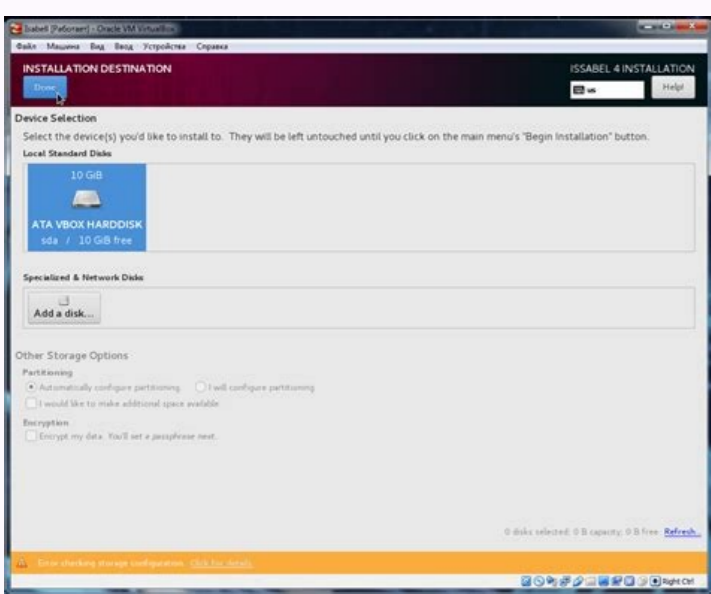 Isabell [Работает] - Oracle VM VirtualBox
Файл Машина Вид Ввод Устройства Справка
INSTALLATION DESTINATION
ISSABEL 4 INSTALLATION
Done
us
Help!
Device Selection
Select the device(s) you'd like to install to. They will be left untouched until you click on the main menu's "Begin Installation" button.
Local Standard Disks
10 GiB
ATA VBOX HARDDISK
sda / 10 GiB free
Specialized & Network Disks
Add a disk...
Other Storage Options
Partitioning
Automatically configure partitioning. I will configure partitioning.
I would like to make additional space available.
Encryption
Encrypt my data. You'll set a passphrase next.
0 disks selected; 0 B capacity; 0 B free Refresh...
Error checking storage configuration. Click for details.
Right Ctrl